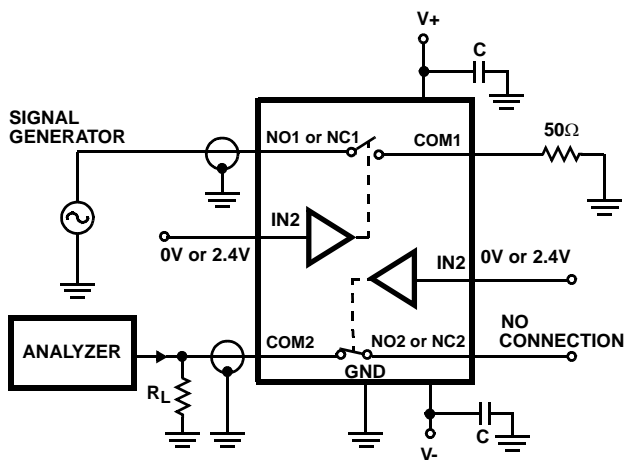 V+
C
SIGNAL
GENERATOR
NO1 or NC1
COM1
50Ω
IN2
0V or 2.4V
IN2
0V or 2.4V
ANALYZER
COM2
NO2 or NC2
NO
CONNECTION
GND
RL
C
V-